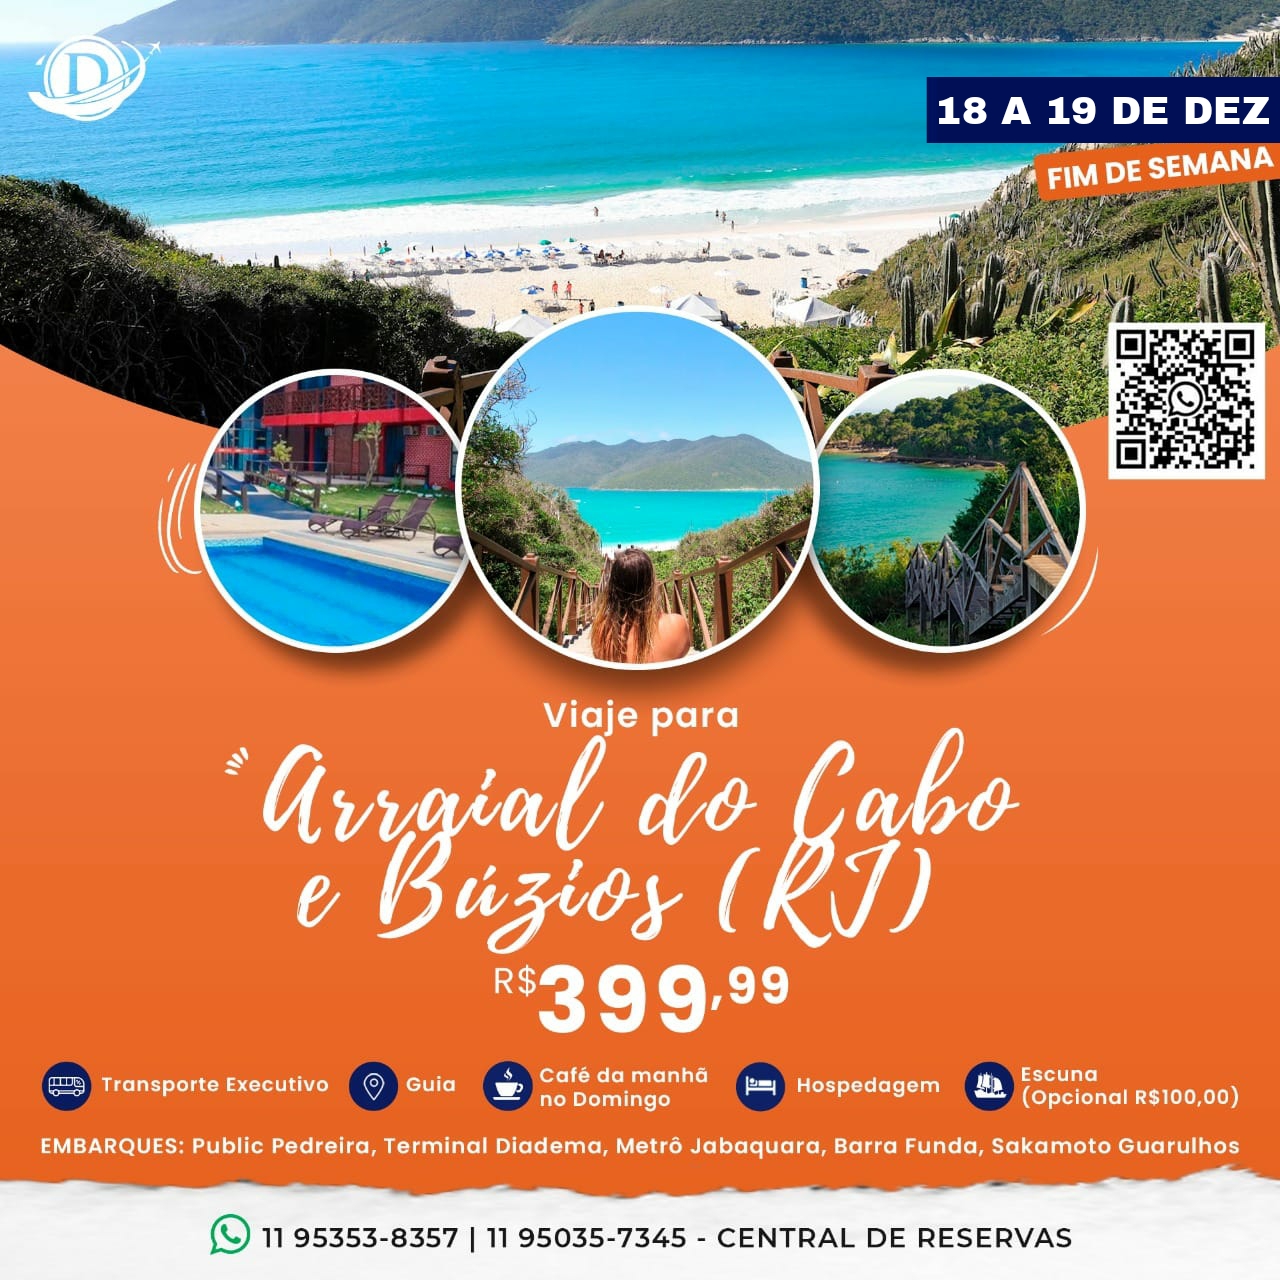 D
18 A 19 DE DEZ
FIM DE SEMANA
Viaje para
Arraial do Cabo
e Búzios (RJ)
R$399,99
Transporte Executivo
Guia
Café da manhã
no Domingo
Hospedagem
Escuna
(Opcional R$100,00)
EMBARQUES: Public Pedreira, Terminal Diadema, Metrô Jabaquara, Barra Funda, Sakamoto Guarulhos
11 95353-8357 | 11 95035-7345 - CENTRAL DE RESERVAS